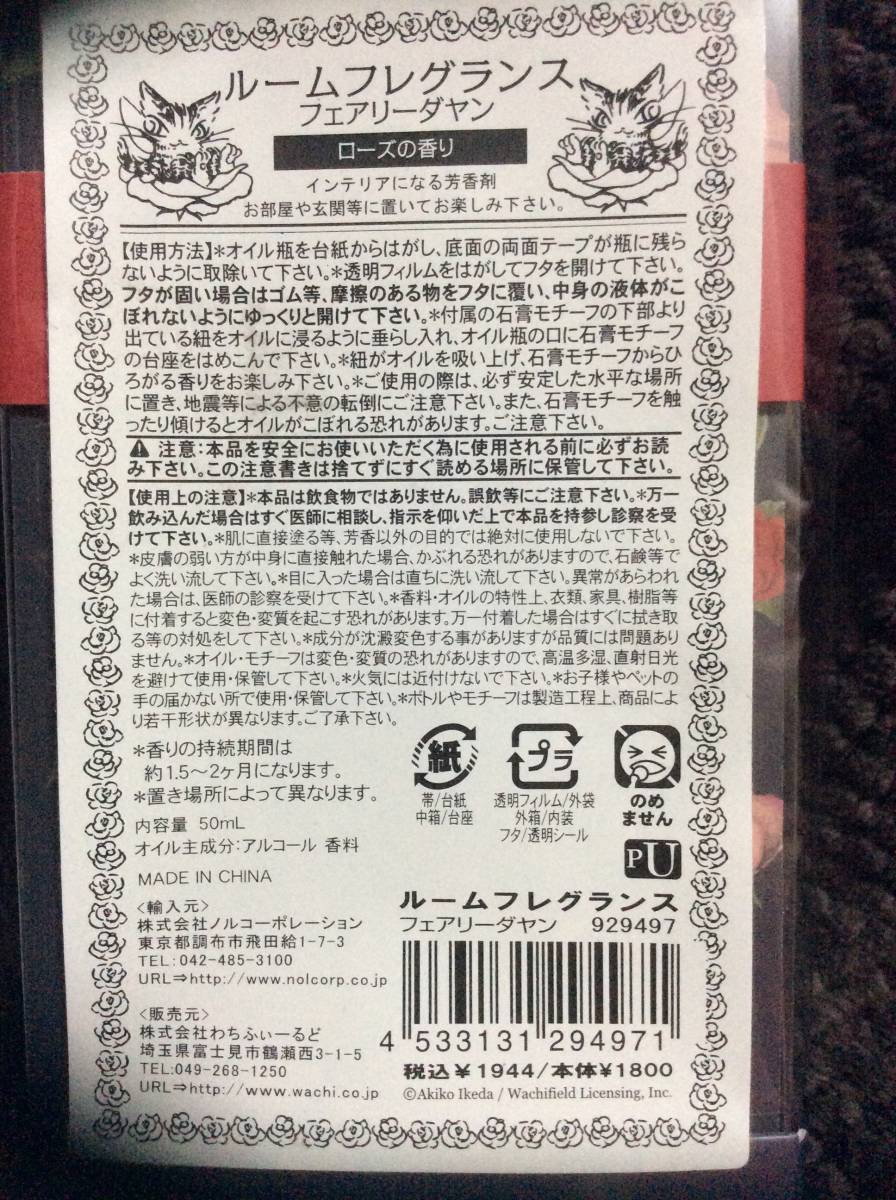 ルームフレグランス
フェアリーダヤン
ローズの香り
インテリアになる芳香剤
お部屋や玄関等に置いてお楽しみ下さい。
【使用方法】＊オイル瓶を台紙からはがし、底面の両面テープが瓶に残ら
ないように取除いて下さい。＊透明フィルムをはがしてフタを開けて下さい。
フタが固い場合はゴム等、摩擦のある物をフタに覆い、中身の液体がこ
ぼれないようにゆっくりと開けて下さい。＊付属の石膏モチーフの下部より
出ている紐をオイルに浸るように垂らし入れ、オイル瓶の口に石膏モチーフ
の台座をはめこんで下さい。＊紐がオイルを吸い上げ、石膏モチーフからひ
ろがる香りをお楽しみ下さい。＊ご使用の際は、必ず安定した水平な場所
に置き、地震等による不意の転倒にご注意下さい。また、石膏モチーフを触
ったり傾けるとオイルがこぼれる恐れがあります。ご注意下さい。
⚠ 注意：本品を安全にお使いいただく為に使用される前に必ずお読
み下さい。この注意書きは捨てずにすぐ読める場所に保管して下さい。
【使用上の注意】＊本品は飲食物ではありません。誤飲等にご注意下さい。＊万一
飲み込んだ場合はすぐ医師に相談し、指示を仰いだ上で本品を持参し診察を受
けて下さい。＊肌に直接塗る等、芳香以外の目的では絶対に使用しないで下さい。
＊皮膚の弱い方が中身に直接触れた場合、かぶれる恐れがありますので、石鹸等で
よく洗い流して下さい。＊目に入った場合は直ちに洗い流して下さい。異常があらわれ
た場合は、医師の診察を受けて下さい。＊香料・オイルの特性上、衣類、家具、樹脂等
に付着すると変色・変質を起こす恐れがあります。万一付着した場合はすぐに拭き取
る等の対処をして下さい。＊成分が沈澱変色する事がありますが品質には問題あり
ません。＊オイル・モチーフは変色・変質の恐れがありますので、高温多湿、直射日光
を避けて使用・保管して下さい。＊火気には近付けないで下さい。＊お子様やペットの
手の届かない所で使用・保管して下さい。＊ボトルやモチーフは製造工程上、商品によ
り若干形状が異なります。ご了承下さい。
＊香りの持続期間は
約1.5～2ヶ月になります。
＊置き場所によって異なります。
内容量 50mL
オイル主成分：アルコール 香料
MADE IN CHINA
＜輸入元＞
株式会社ノルコーポレーション
東京都調布市飛田給1-7-3
TEL：042-485-3100
URL⇒http://www.nolcorp.co.jp
＜販売元＞
株式会社わちふぃーるど
埼玉県富士見市鶴瀬西3-1-5
TEL：049-268-1250
URL⇒http://www.wachi.co.jp
紙
帯/台紙
中箱/台座
プラ
透明フィルム/外袋
外箱/内装
フタ/透明シール
のめ
ません
PU
ルームフレグランス
フェアリーダヤン 929497
4 533131 294971
税込￥1944/本体￥1800
©Akiko Ikeda / Wachifield Licensing, Inc.